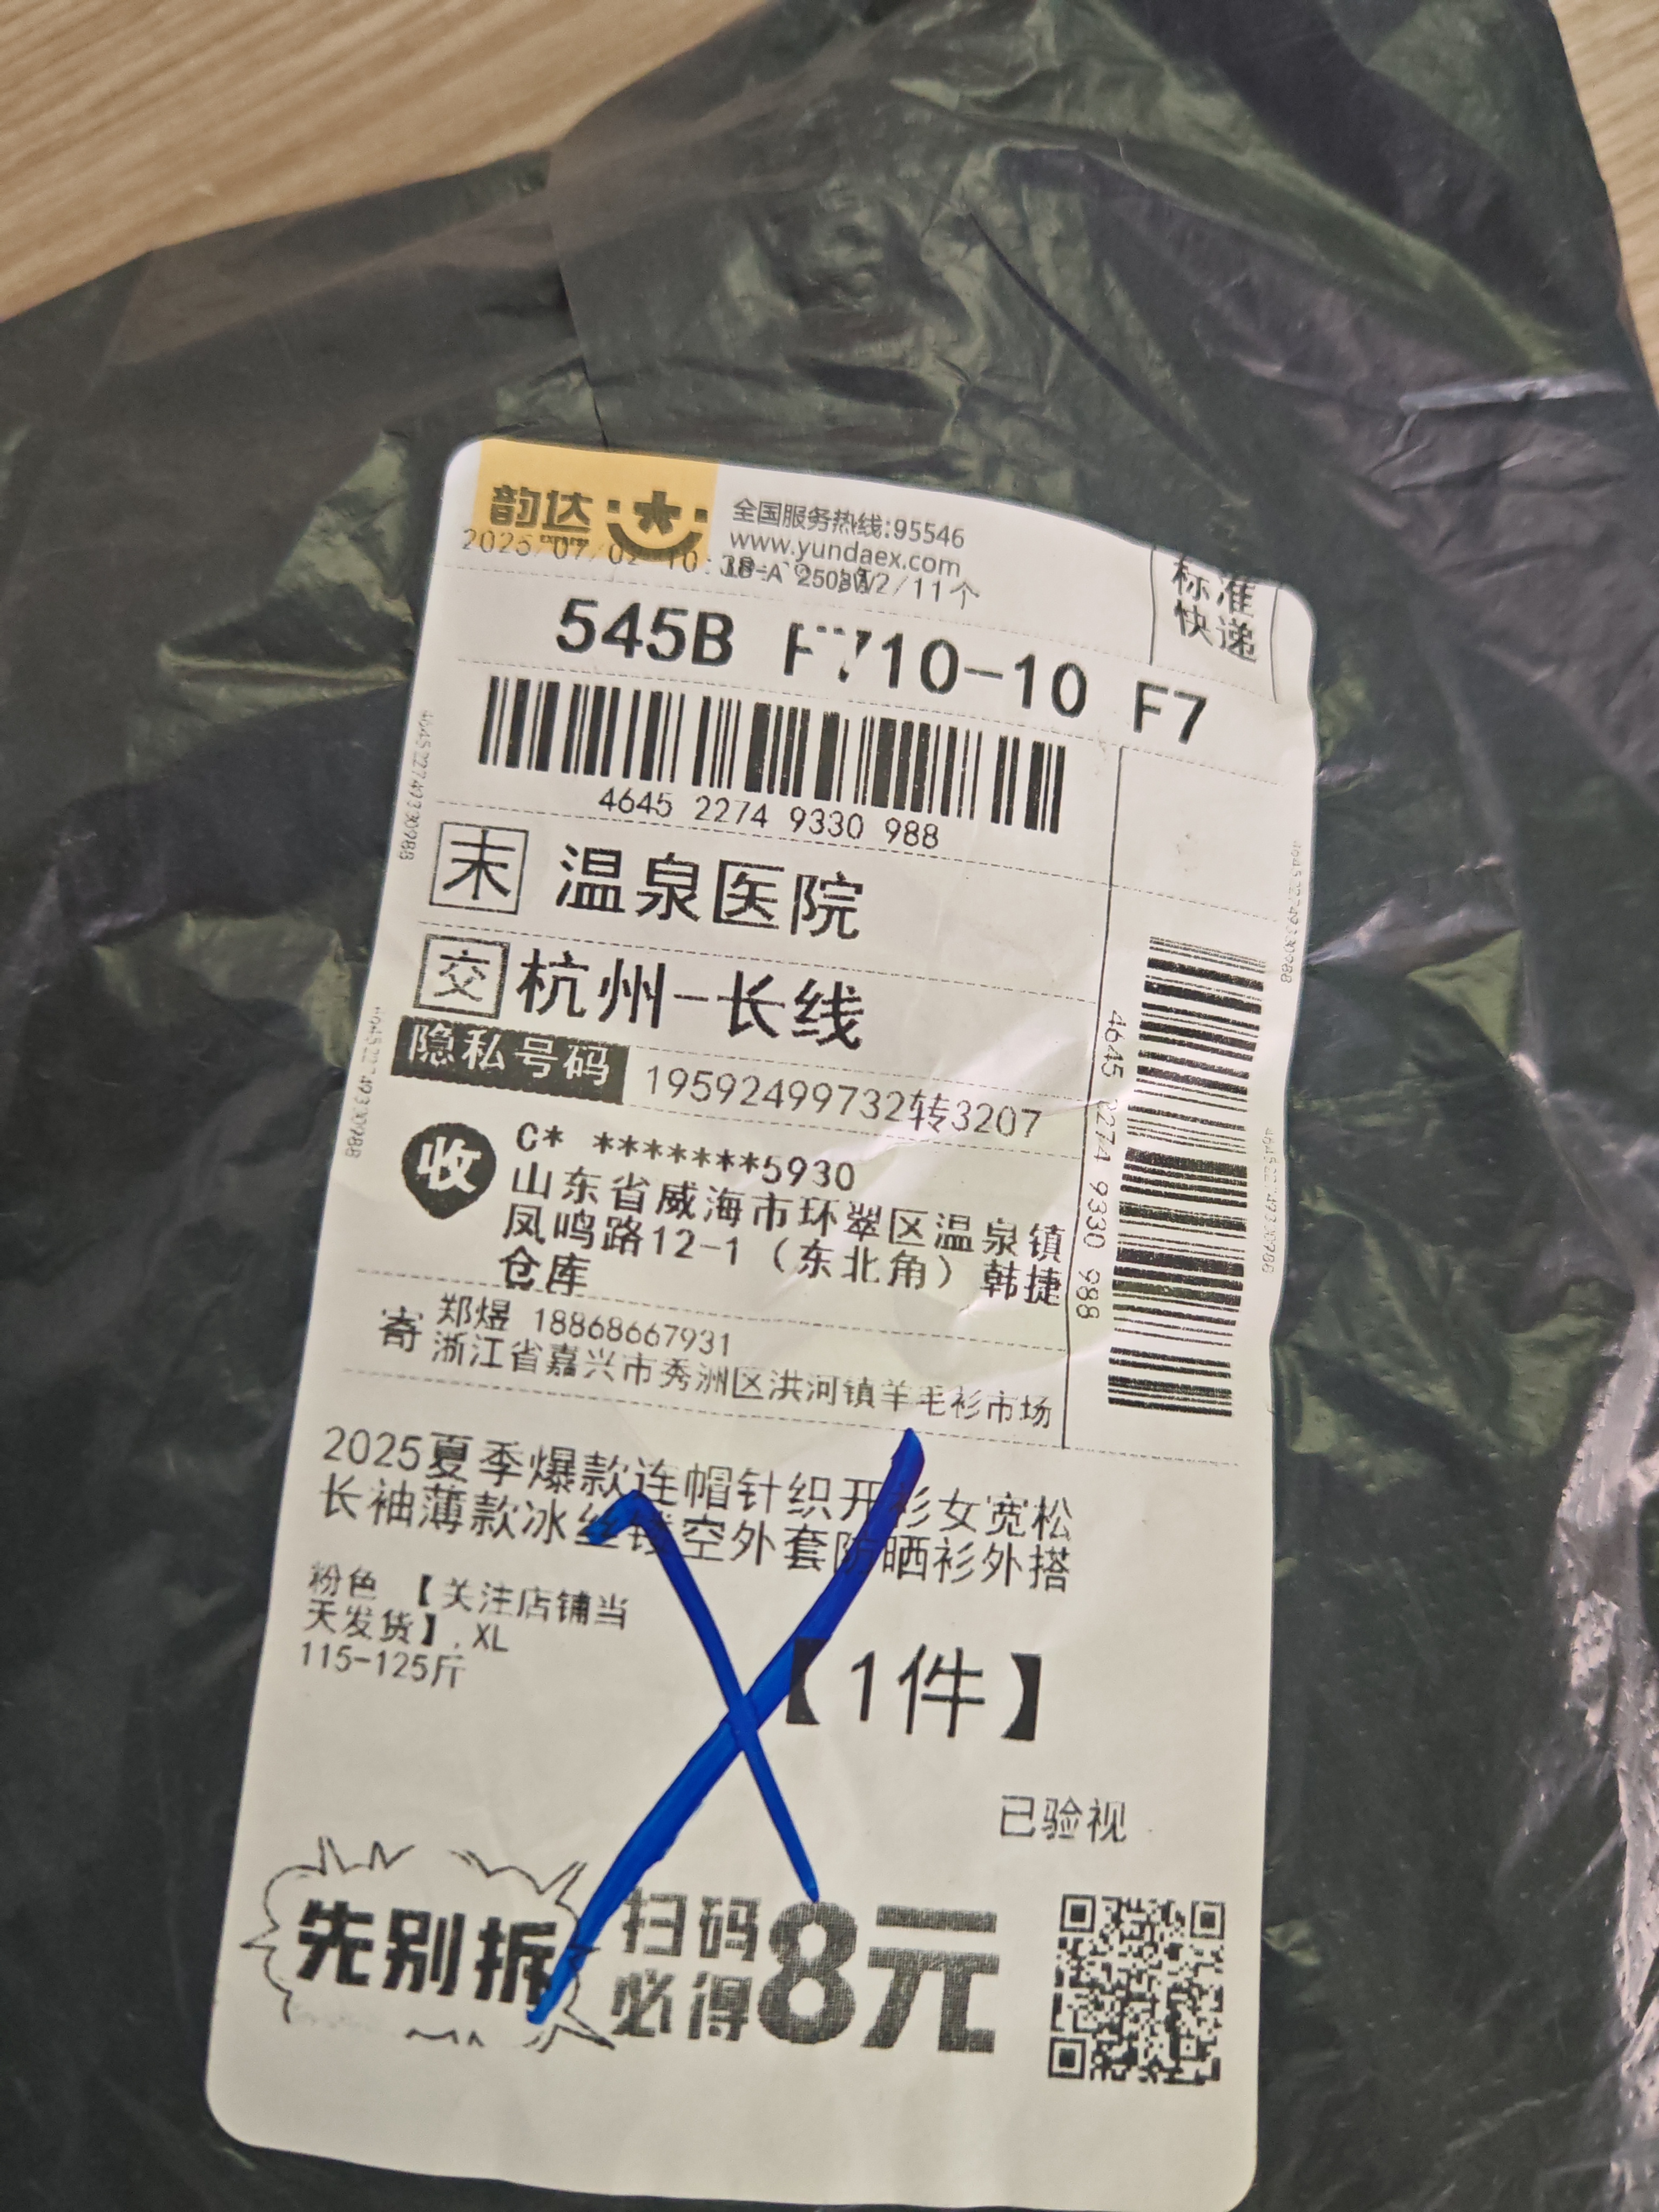 韵达
全国服务热线:95546
www.yundaex.com
2025/07/02 10:
2/11个
标准
快递
545B F710-10 F7
4645 2274 9330 988
末 温泉医院
交 杭州-长线
隐私号码 19592499732转3207
收 C* *******5930
山东省威海市环翠区温泉镇
凤鸣路12-1(东北角)韩捷
仓库
寄 郑煜 18868667931
浙江省嘉兴市秀洲区洪河镇羊毛衫市场
4645 2274 9330 988
2025夏季爆款连帽针织开衫女宽松
长袖薄款冰丝镂空外套防晒衫外搭
粉色 【关注店铺当
天发货】,XL
115-125斤
【1件】
已验视
先别拆
扫码
必得
8元